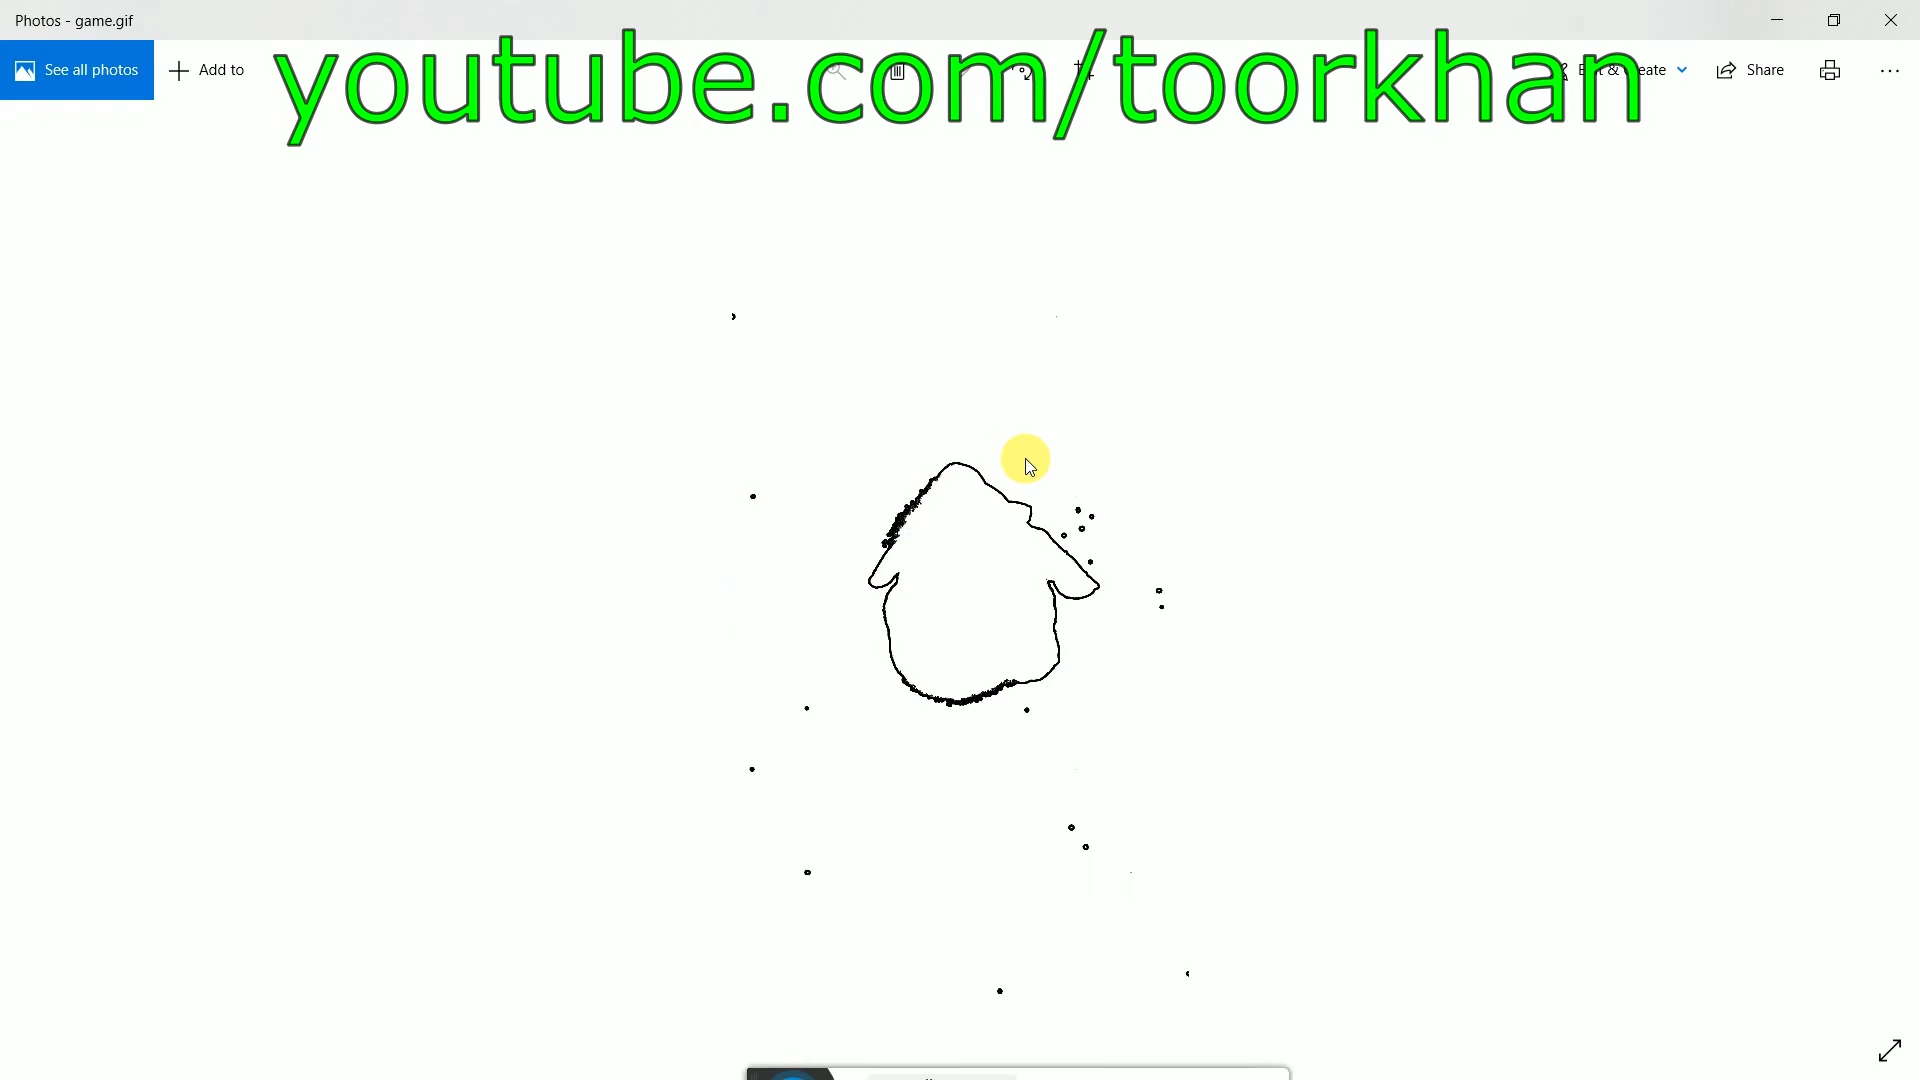 Photos - game.gif
See all photos
Add to
youtube.com/toorkhan
Share